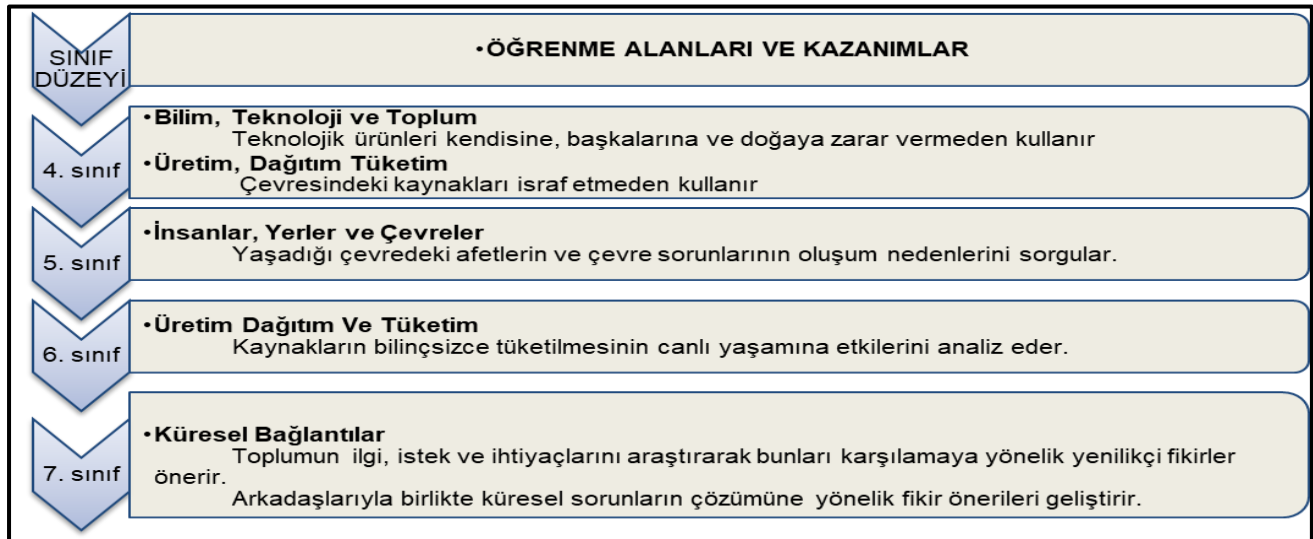 SINIF
DÜZEYİ
•ÖĞRENME ALANLARI VE KAZANIMLAR
4. sınıf
•Bilim, Teknoloji ve Toplum
Teknolojik ürünleri kendisine, başkalarına ve doğaya zarar vermeden kullanır
•Üretim, Dağıtım Tüketim
Çevresindeki kaynakları israf etmeden kullanır
5. sınıf
•İnsanlar, Yerler ve Çevreler
Yaşadığı çevredeki afetlerin ve çevre sorunlarının oluşum nedenlerini sorgular.
6. sınıf
•Üretim Dağıtım Ve Tüketim
Kaynakların bilinçsizce tüketilmesinin canlı yaşamına etkilerini analiz eder.
7. sınıf
•Küresel Bağlantılar
Toplumun ilgi, istek ve ihtiyaçlarını araştırarak bunları karşılamaya yönelik yenilikçi fikirler
önerir.
Arkadaşlarıyla birlikte küresel sorunların çözümüne yönelik fikir önerileri geliştirir.